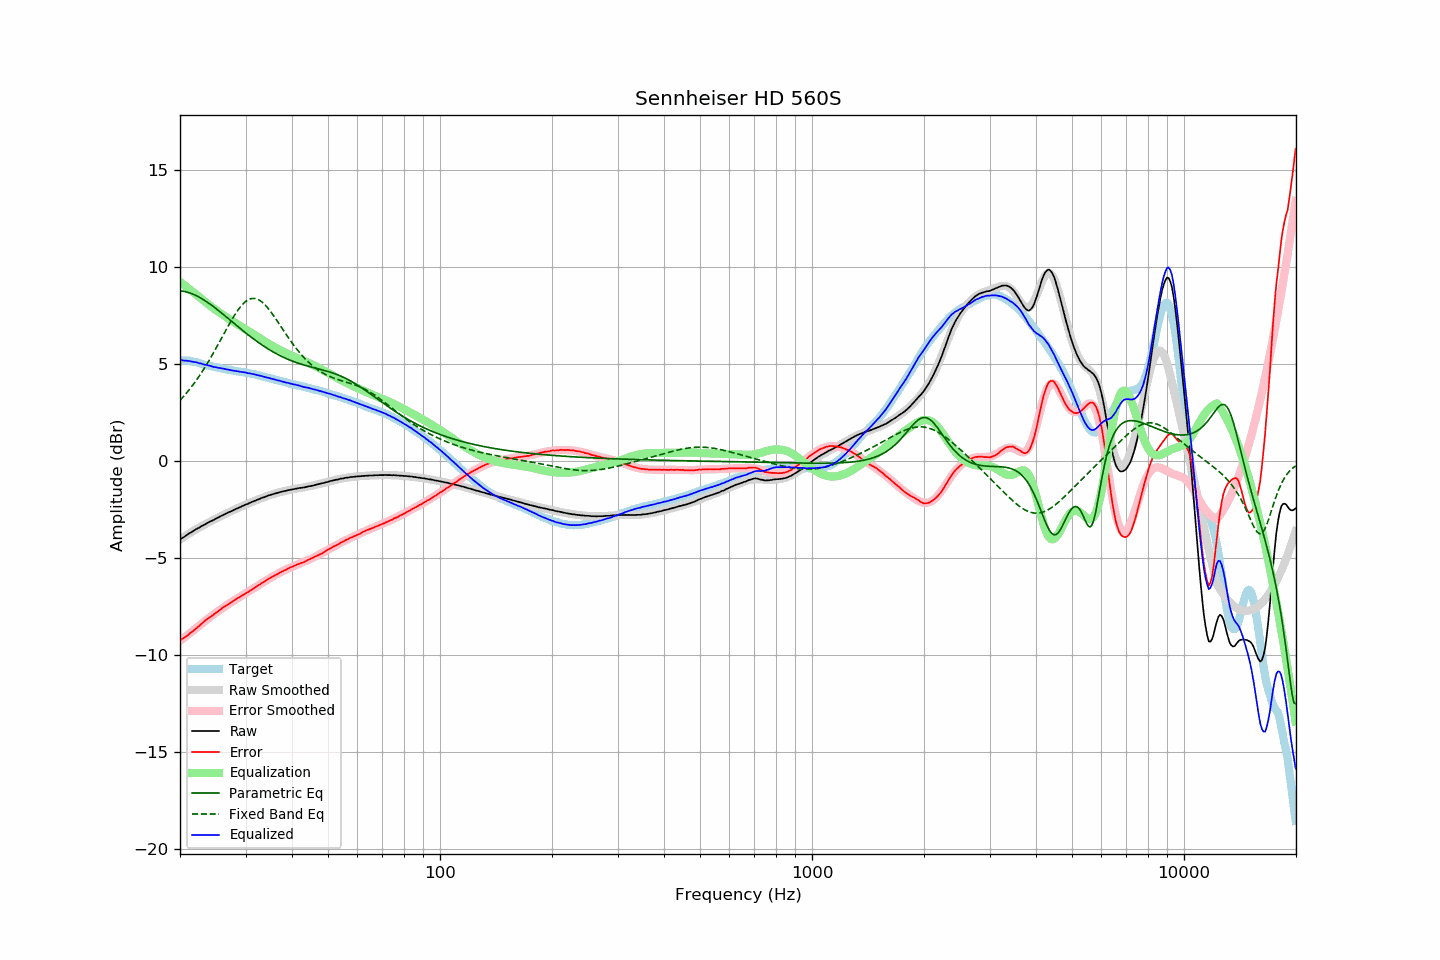 Sennheiser HD 560S
Amplitude (dBr)
15
10
5
0
−5
−10
−15
−20
Target
Raw Smoothed
Error Smoothed
Raw
Error
Equalization
Parametric Eq
Fixed Band Eq
Equalized
100
1000
10000
Frequency (Hz)